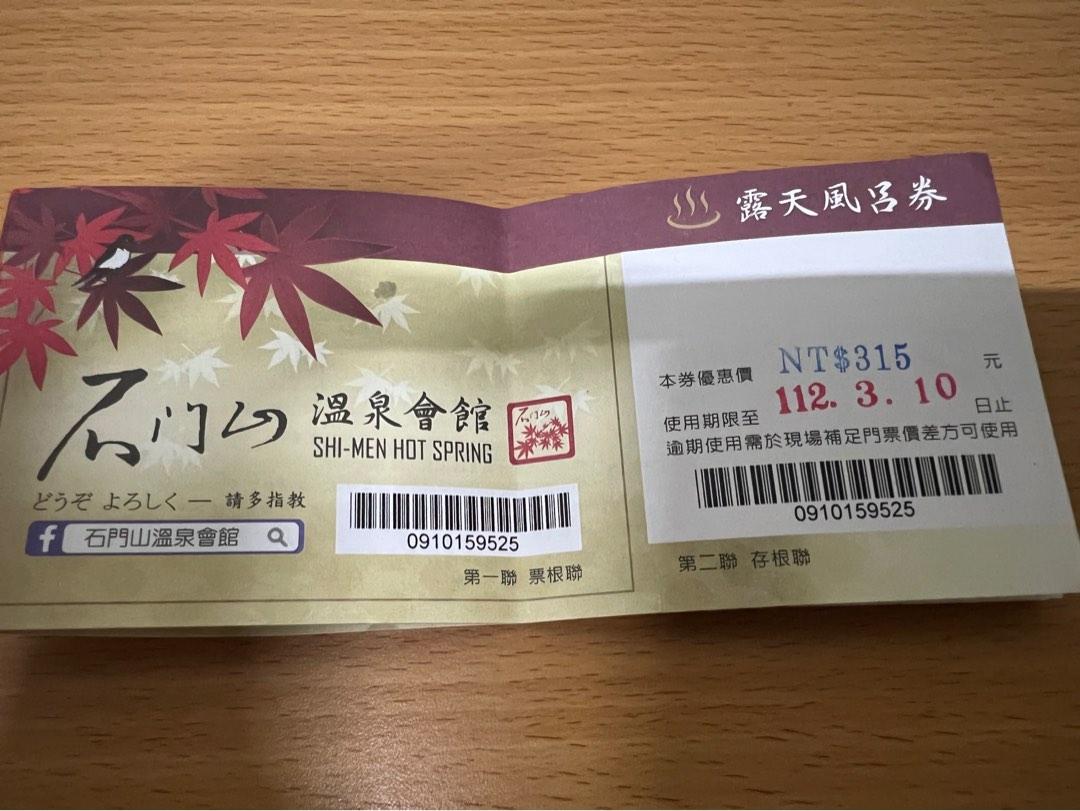 露天風呂券
石门山 溫泉會館
SHI-MEN HOT SPRING
どうぞ よろしく — 請多指教
f 石門山溫泉會館
0910159525
第一聯 票根聯
本券優惠價 NT$315 元
使用期限至 112. 3. 10 日止
逾期使用需於現場補足門票價差方可使用
0910159525
第二聯 存根聯